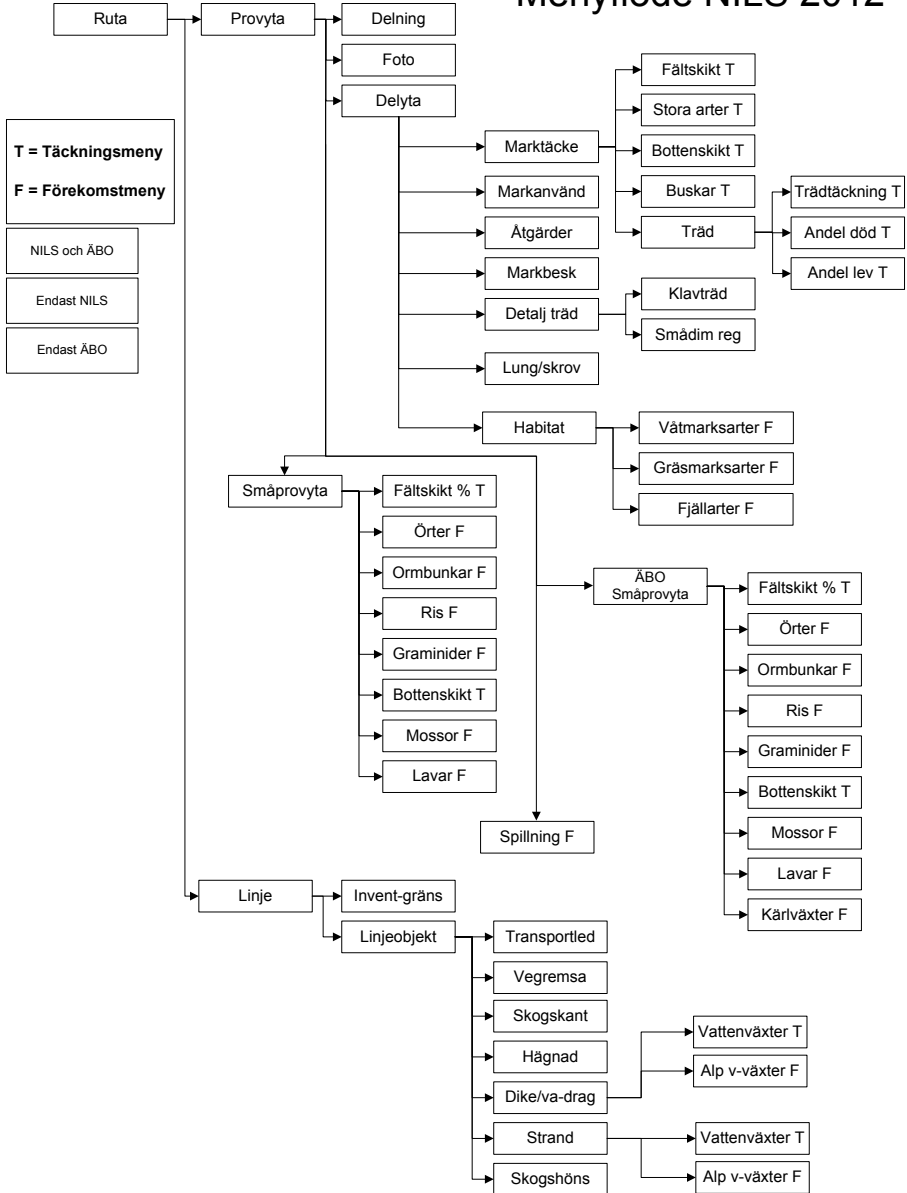 Menyflöde NILS 2012
Ruta
Provyta
Delning
Foto
Delyta
T = Täckningsmeny
F = Förekomstmeny
NILS och ÄBO
Endast NILS
Endast ÄBO
Marktäcke
Markanvänd
Åtgärder
Markbesk
Detalj träd
Lung/skrov
Habitat
Fältskikt T
Stora arter T
Bottenskikt T
Buskar T
Träd
Trädtäckning T
Andel död T
Andel lev T
Klavträd
Smådim reg
Våtmarksarter F
Gräsmarksarter F
Fjällarter F
Småprovyta
Fältskikt % T
Örter F
Ormbunkar F
Ris F
Graminider F
Bottenskikt T
Mossor F
Lavar F
ÄBO
Småprovyta
Fältskikt % T
Örter F
Ormbunkar F
Ris F
Graminider F
Bottenskikt T
Mossor F
Lavar F
Kärlväxter F
Spillning F
Linje
Invent-gräns
Linjeobjekt
Transportled
Vegremsa
Skogskant
Hägnad
Dike/va-drag
Strand
Skogshöns
Vattenväxter T
Alp v-växter F
Vattenväxter T
Alp v-växter F